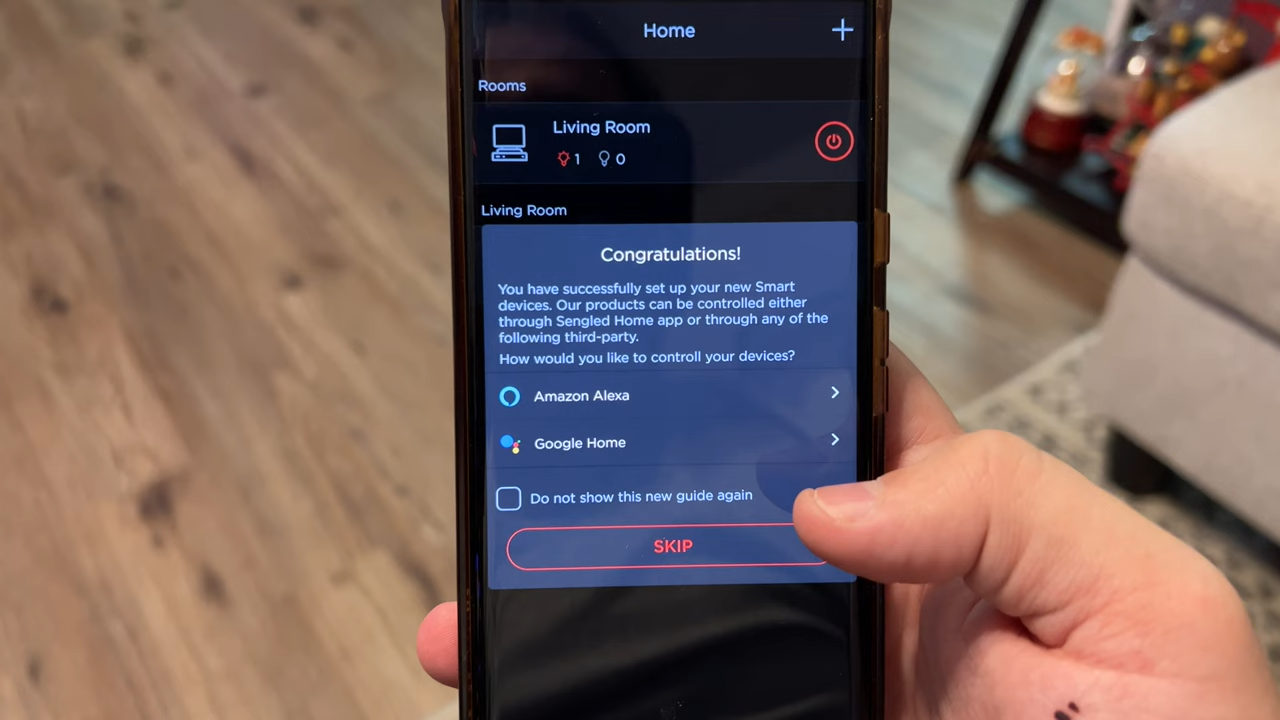 Home
Rooms
Living Room
1 0
Living Room
Congratulations!
You have successfully set up your new Smart
devices. Our products can be controlled either
through Sengled Home app or through any of the
following third-party.
How would you like to controll your devices?
Amazon Alexa
Google Home
Do not show this new guide again
SKIP